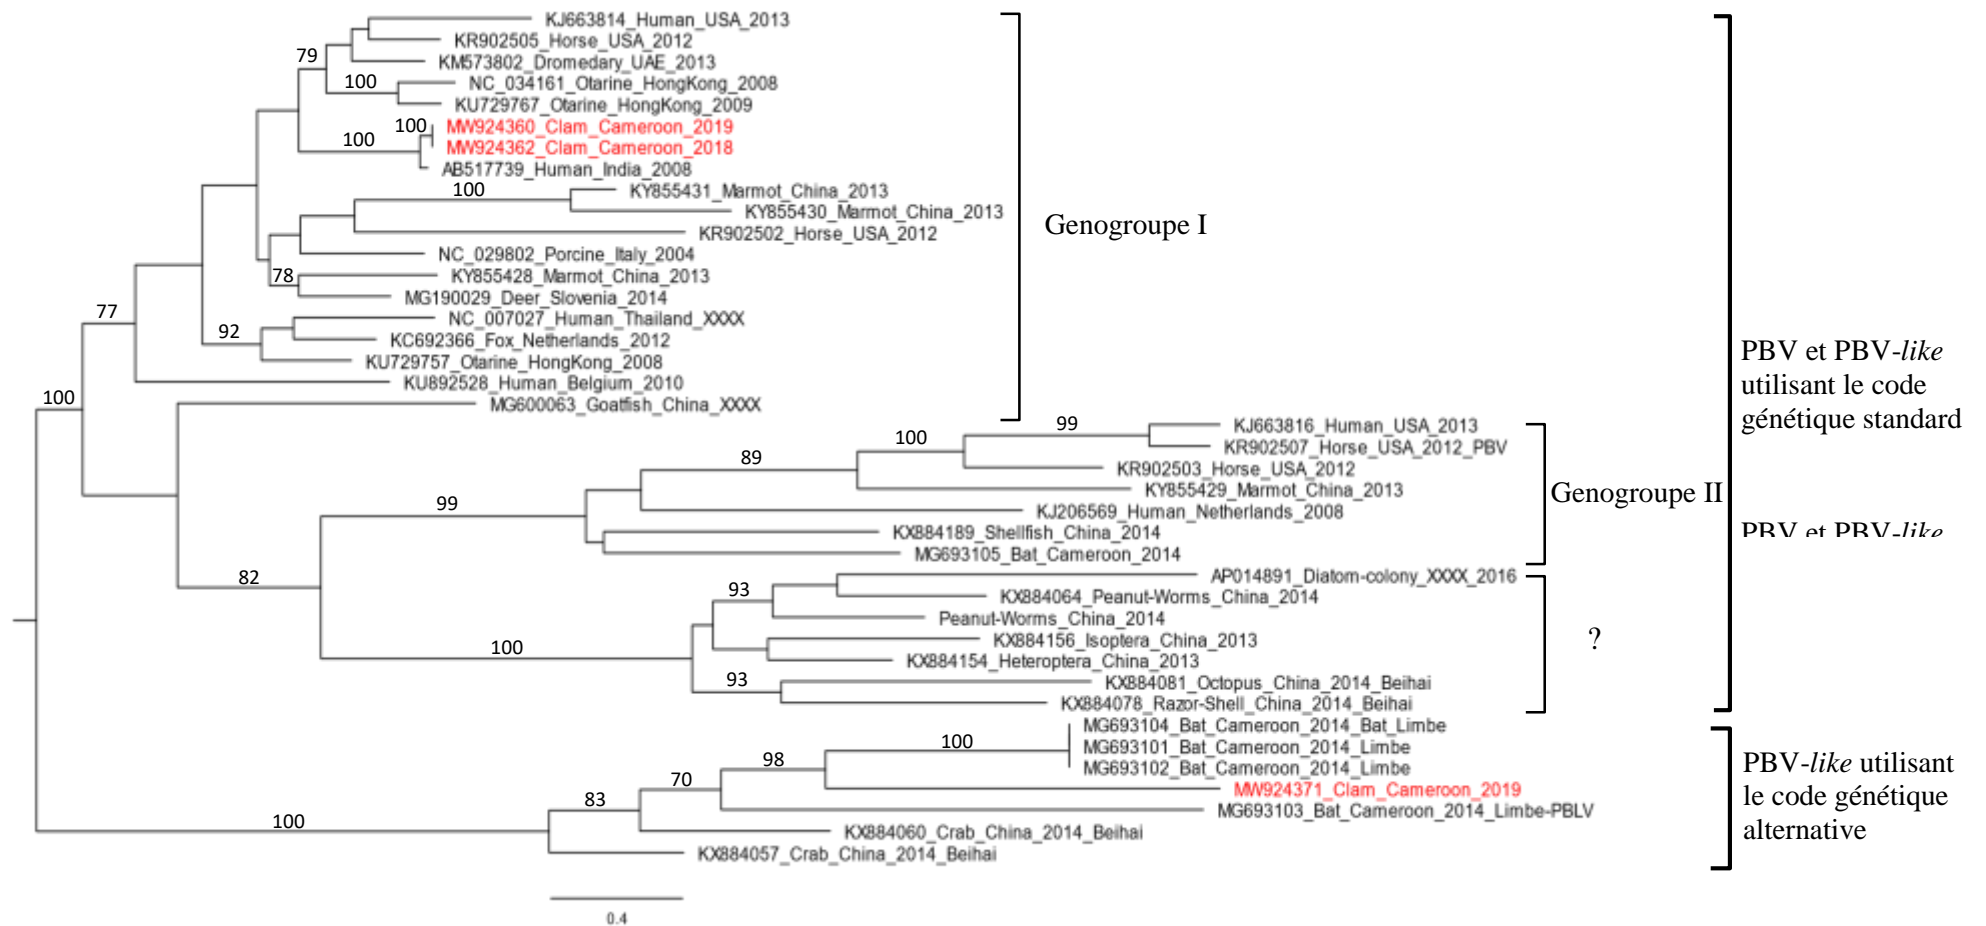 KJ663814_Human_USA_2013
KR902505_Horse_USA_2012
79
KM573802_Dromedary_UAE_2013
100
NC_034161_Otarine_HongKong_2008
KU729767_Otarine_HongKong_2009
100
MW924360_Clam_Cameroon_2019
100
MW924362_Clam_Cameroon_2018
AB517739_Human_India_2008
100
KY855431_Marmot_China_2013
KY855430_Marmot_China_2013
Genogroupe I
KR902502_Horse_USA_2012
NC_029802_Porcine_Italy_2004
78
KY855428_Marmot_China_2013
MG190029_Deer_Slovenia_2014
77
NC_007027_Human_Thailand_XXXX
92
KC692366_Fox_Netherlands_2012
KU729757_Otarine_HongKong_2008
KU892528_Human_Belgium_2010
100
MG600063_Goatfish_China_XXXX
PBV et PBV-like
utilisant le code
génétique standard
99
KJ663816_Human_USA_2013
100
KR902507_Horse_USA_2012_PBV
89
KR902503_Horse_USA_2012
KY855429_Marmot_China_2013
Genogroupe II
99
KJ206569_Human_Netherlands_2008
KX884189_Shellfish_China_2014
PBV et PBV-like
MG693105_Bat_Cameroon_2014
82
AP014891_Diatom-colony_XXXX_2016
93
KX884064_Peanut-Worms_China_2014
Peanut-Worms_China_2014
KX884156_Isoptera_China_2013
?
100
KX884154_Heteroptera_China_2013
93
KX884081_Octopus_China_2014_Beihai
KX884078_Razor-Shell_China_2014_Beihai
MG693104_Bat_Cameroon_2014_Bat_Limbe
100
MG693101_Bat_Cameroon_2014_Limbe
98
MG693102_Bat_Cameroon_2014_Limbe
70
MW924371_Clam_Cameroon_2019
83
MG693103_Bat_Cameroon_2014_Limbe-PBLV
100
KX884060_Crab_China_2014_Beihai
KX884057_Crab_China_2014_Beihai
PBV-like utilisant
le code génétique
alternative
0.4